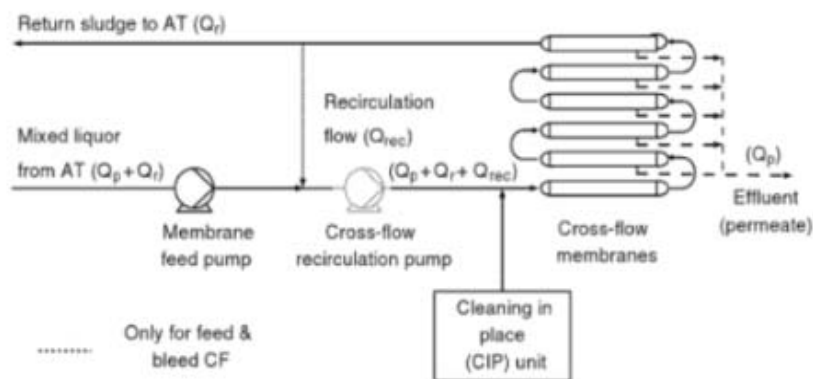 Return sludge to AT (Qr)
Recirculation
flow (Qrec)
Mixed liquor
from AT (Qp+Qr)
(Qp+Qr+Qrec)
(Qp)
Effluent
(permeate)
Membrane
feed pump
Cross-flow
recirculation pump
Cross-flow
membranes
Cleaning in
place
(CIP) unit
Only for feed &
bleed CF